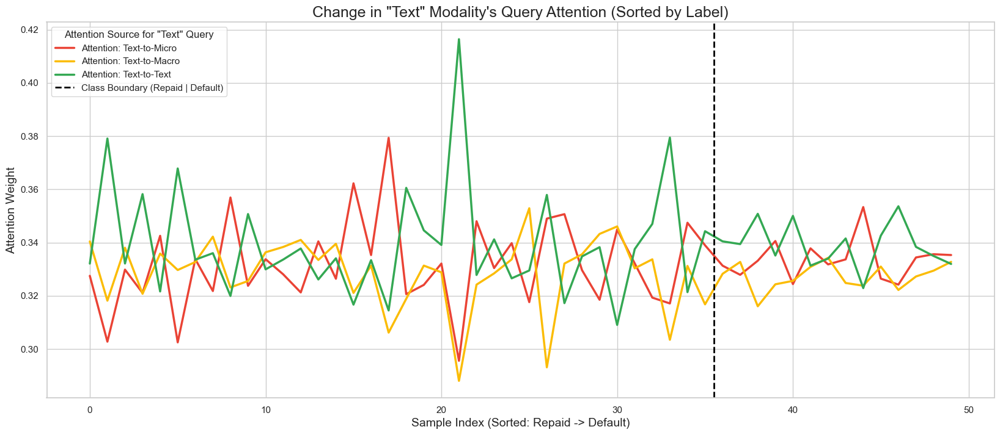 Change in "Text" Modality's Query Attention (Sorted by Label)
Attention Source for "Text" Query
Attention: Text-to-Micro
Attention: Text-to-Macro
Attention: Text-to-Text
Class Boundary (Repaid | Default)
Attention Weight
0.42
0.40
0.38
0.36
0.34
0.32
0.30
0 10 20 30 40 50
Sample Index (Sorted: Repaid -> Default)